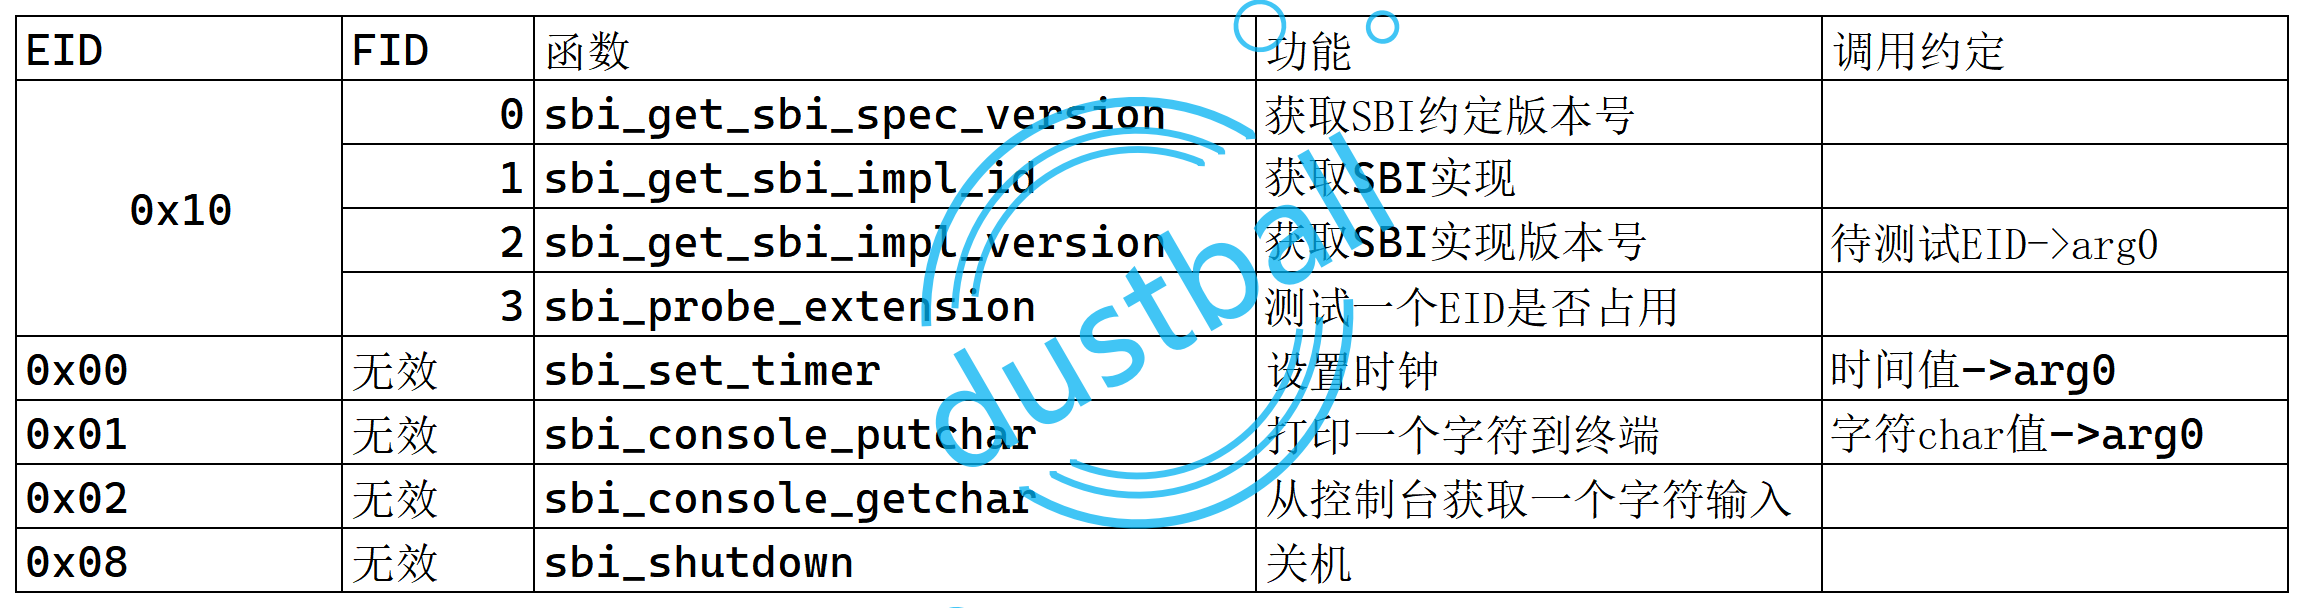 EID FID 函数 功能 调用约定
0 sbi_get_sbi_spec_version 获取SBI约定版本号
1 sbi_get_sbi_impl_id 获取SBI实现
0x10
2 sbi_get_sbi_impl_version 获取SBI实现版本号 待测试EID->arg0
3 sbi_probe_extension 测试一个EID是否占用
0x00 无效 sbi_set_timer 设置时钟 时间值->arg0
0x01 无效 sbi_console_putchar 打印一个字符到终端 字符char值->arg0
0x02 无效 sbi_console_getchar 从控制台获取一个字符输入
0x08 无效 sbi_shutdown 关机
dustball